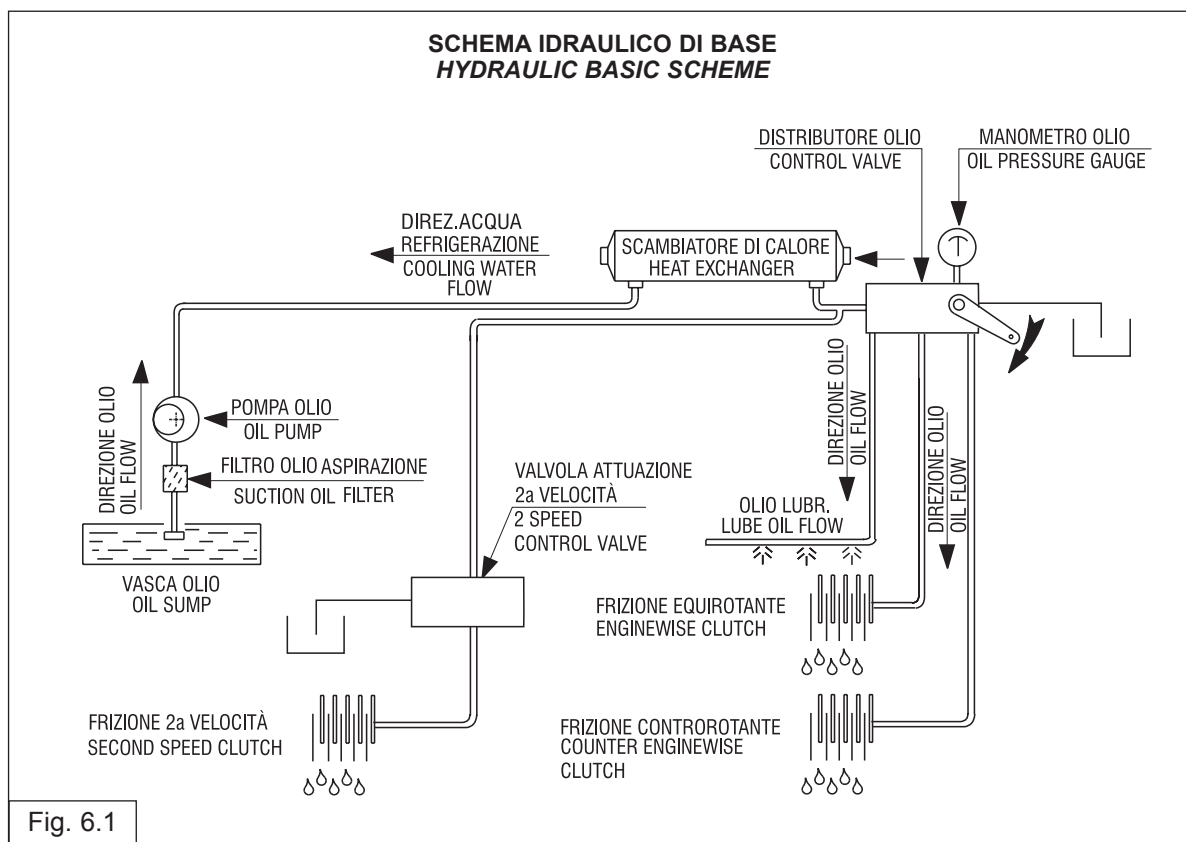 SCHEMA IDRAULICO DI BASE
HYDRAULIC BASIC SCHEME
DISTRIBUTORE OLIO
CONTROL VALVE
MANOMETRO OLIO
OIL PRESSURE GAUGE
DIREZ.ACQUA
REFRIGERAZIONE
COOLING WATER
FLOW
SCAMBIATORE DI CALORE
HEAT EXCHANGER
DIREZIONE OLIO
OIL FLOW
POMPA OLIO
OIL PUMP
FILTRO OLIO ASPIRAZIONE
SUCTION OIL FILTER
VASCA OLIO
OIL SUMP
VALVOLA ATTUAZIONE
2a VELOCITÀ
2 SPEED
CONTROL VALVE
DIREZIONE OLIO
OIL FLOW
DIREZIONE OLIO
OIL FLOW
OLIO LUBR.
LUBE OIL FLOW
FRIZIONE EQUIROTANTE
ENGINEWISE CLUTCH
FRIZIONE 2a VELOCITÀ
SECOND SPEED CLUTCH
FRIZIONE CONTROROTANTE
COUNTER ENGINEWISE
CLUTCH
Fig. 6.1